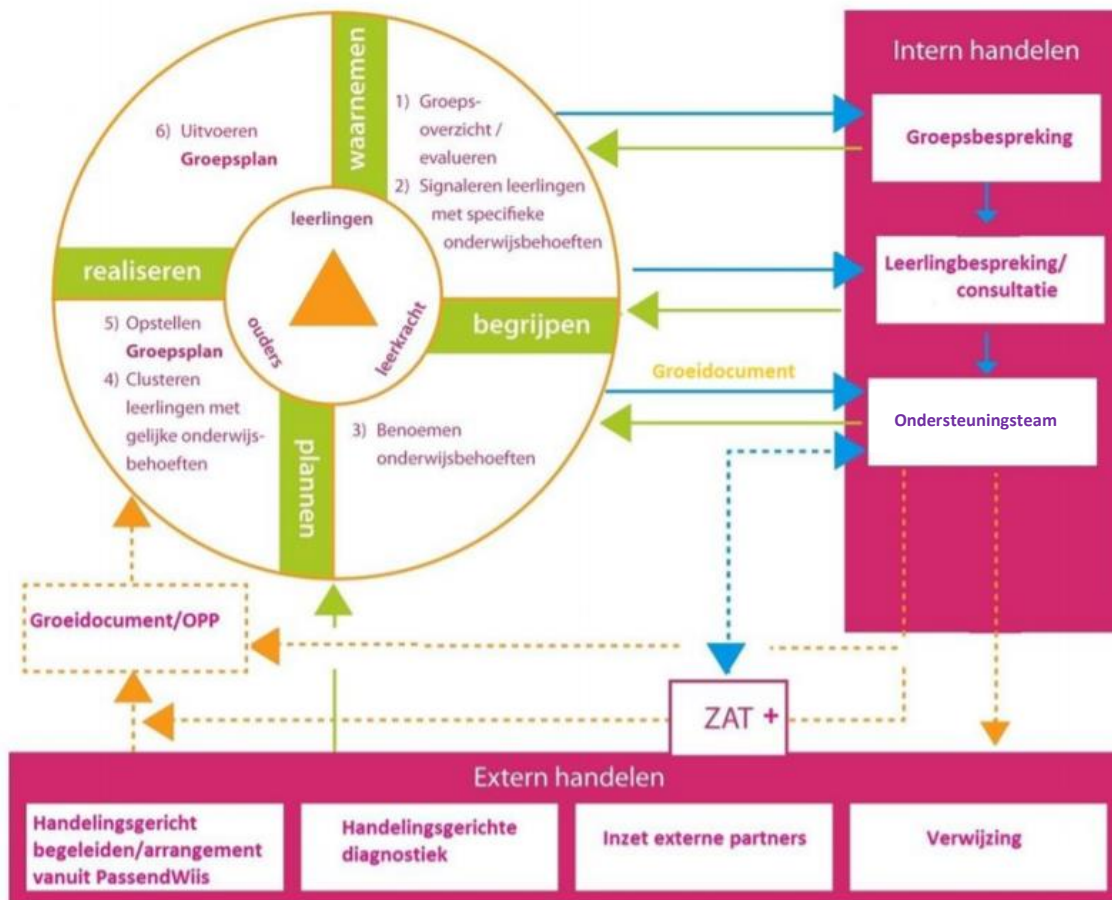 waarnemen
1) Groeps-
overzicht /
evalueren
2) Signaleren leerlingen
met specifieke
onderwijsbehoeften
begrijpen
3) Benoemen
onderwijsbehoeften
plannen
5) Opstellen
Groepsplan
4) Clusteren
leerlingen met
gelijke onderwijs-
behoeften
realiseren
6) Uitvoeren
Groepsplan
leerlingen
ouders
leerkracht
Intern handelen
Groepsbespreking
Leerlingbespreking/
consultatie
Groeidocument
Ondersteuningsteam
Groeidocument/OPP
ZAT +
Extern handelen
Handelingsgericht
begeleiden/arrangement
vanuit PassendWiis
Handelingsgerichte
diagnostiek
Inzet externe partners
Verwijzing